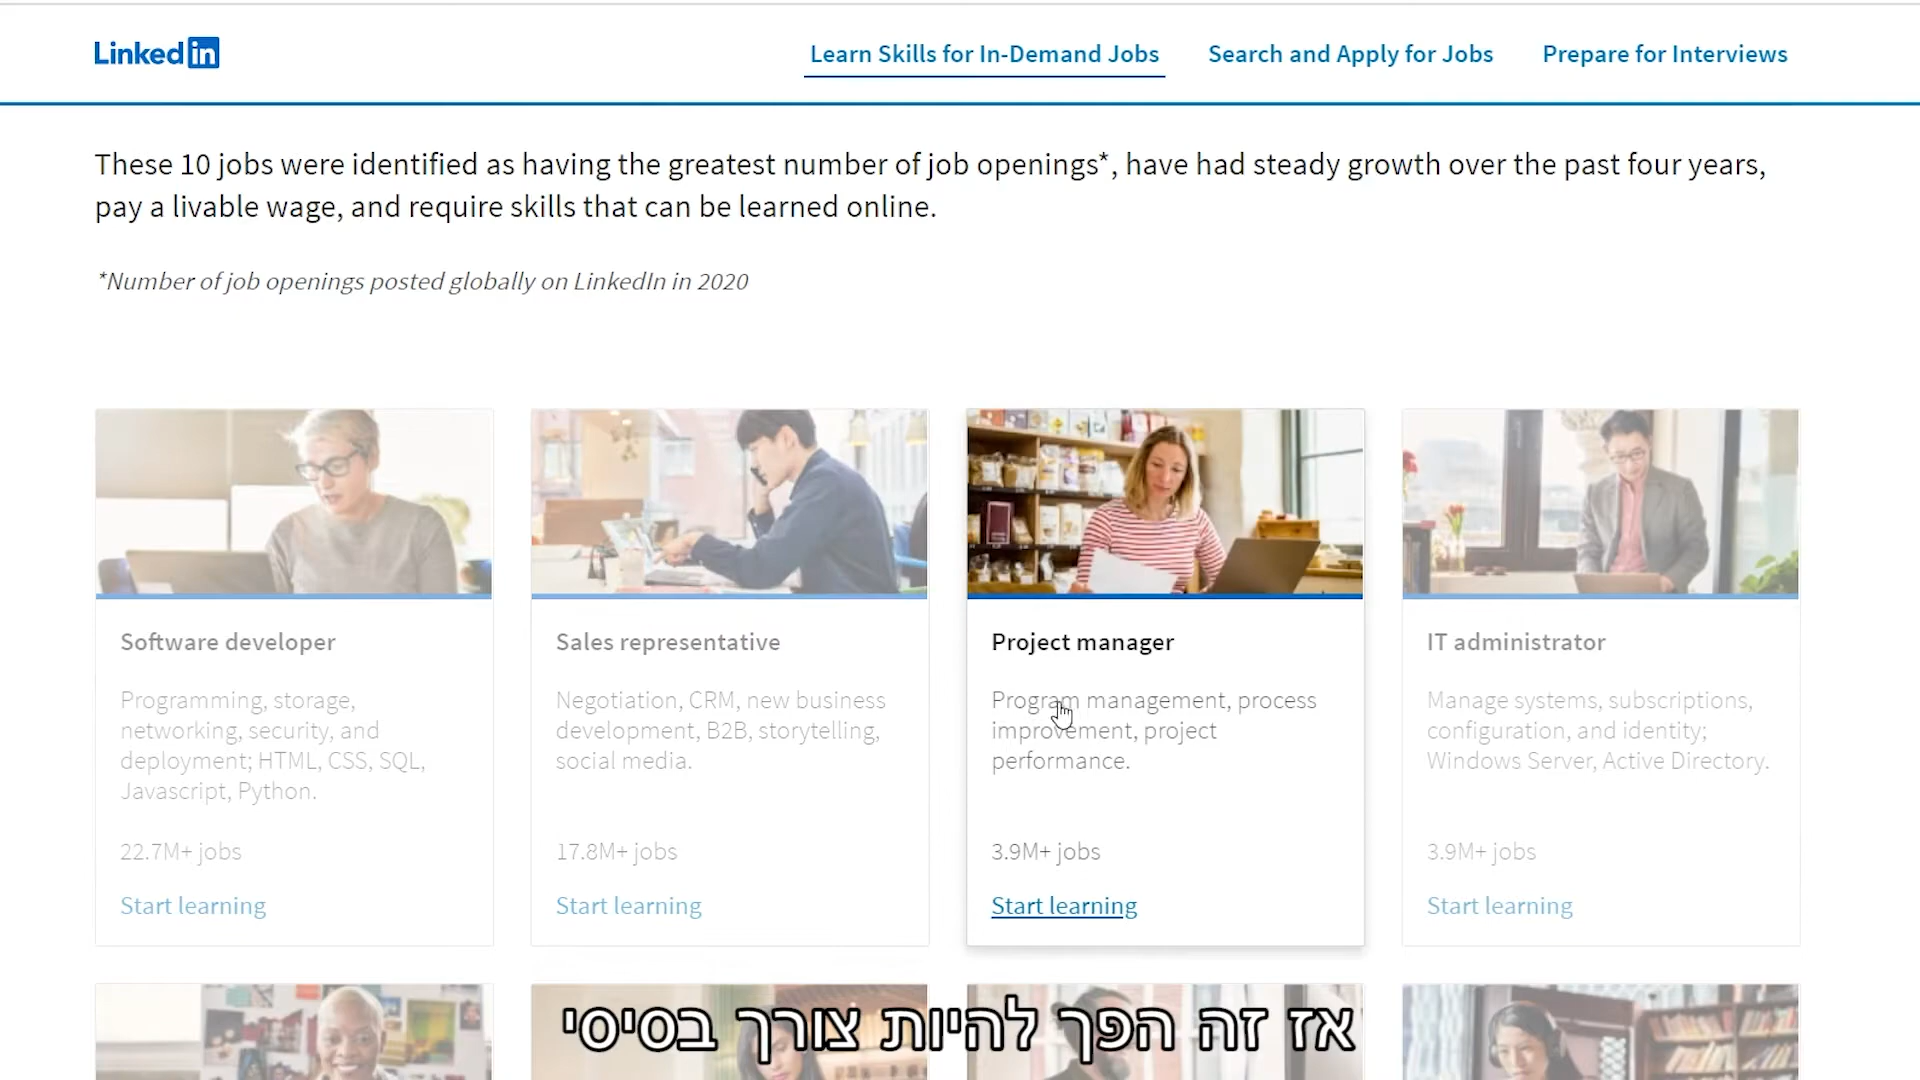 LinkedIn
Learn Skills for In-Demand Jobs
Search and Apply for Jobs
Prepare for Interviews
These 10 jobs were identified as having the greatest number of job openings*, have had steady growth over the past four years,
pay a livable wage, and require skills that can be learned online.
*Number of job openings posted globally on LinkedIn in 2020
Software developer
Programming, storage,
networking, security, and
deployment; HTML, CSS, SQL,
Javascript, Python.
22.7M+ jobs
Start learning
Sales representative
Negotiation, CRM, new business
development, B2B, storytelling,
social media.
17.8M+ jobs
Start learning
Project manager
Program management, process
improvement, project
performance.
3.9M+ jobs
Start learning
IT administrator
Manage systems, subscriptions,
configuration, and identity;
Windows Server, Active Directory.
3.9M+ jobs
Start learning
אז זה הפך להיות צורך בסיסי